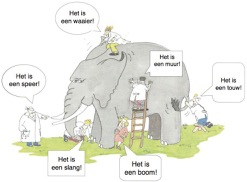 Het is
een waaier!
Het is
een speer!
Het is
een muur!
Het is
een touw!
Het is
een slang!
Het is
een boom!